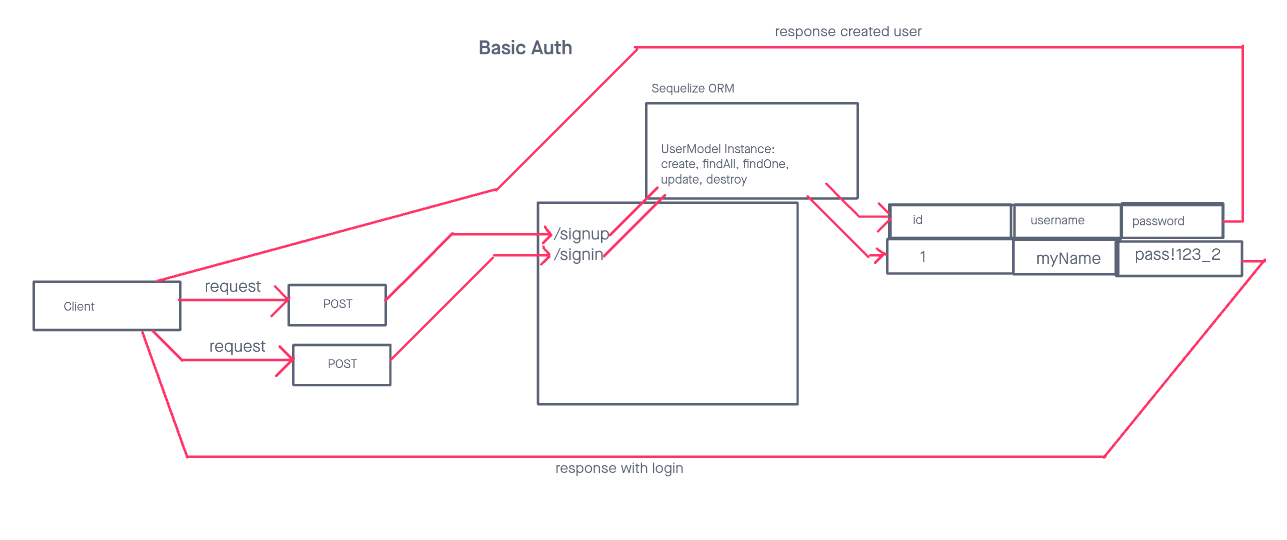 response created user
Basic Auth
Sequelize ORM
UserModel Instance:
create, findAll, findOne,
update, destroy
id
username
password
/signup
/signin
1
myName
pass!123_2
request
Client
POST
request
POST
response with login